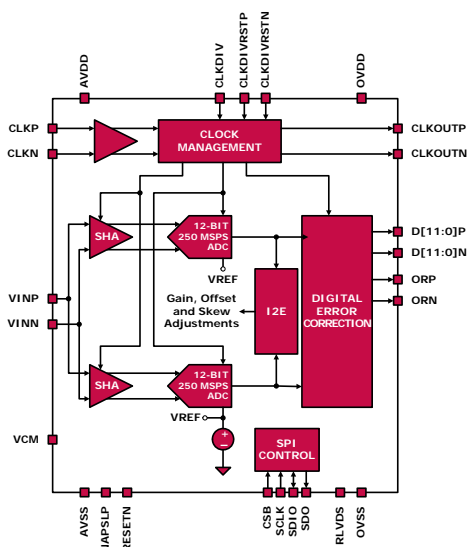 AVDD
CLKDIV
CLKDIVRSTP
CLKDIVRSTN
OVDD
CLKP
CLKN
CLOCK
MANAGEMENT
CLKOUTP
CLKOUTN
SHA
12-BIT
250 MSPS
ADC
VREF
D[11:0]P
D[11:0]N
ORP
ORN
VINP
VINN
Gain, Offset
and Skew
Adjustments
I2E
DIGITAL
ERROR
CORRECTION
SHA
12-BIT
250 MSPS
ADC
VREF
+
–
VCM
SPI
CONTROL
AVSS
NAPSLP
RESETN
CSB
SCLK
SDIO
SDO
RLVDS
OVSS